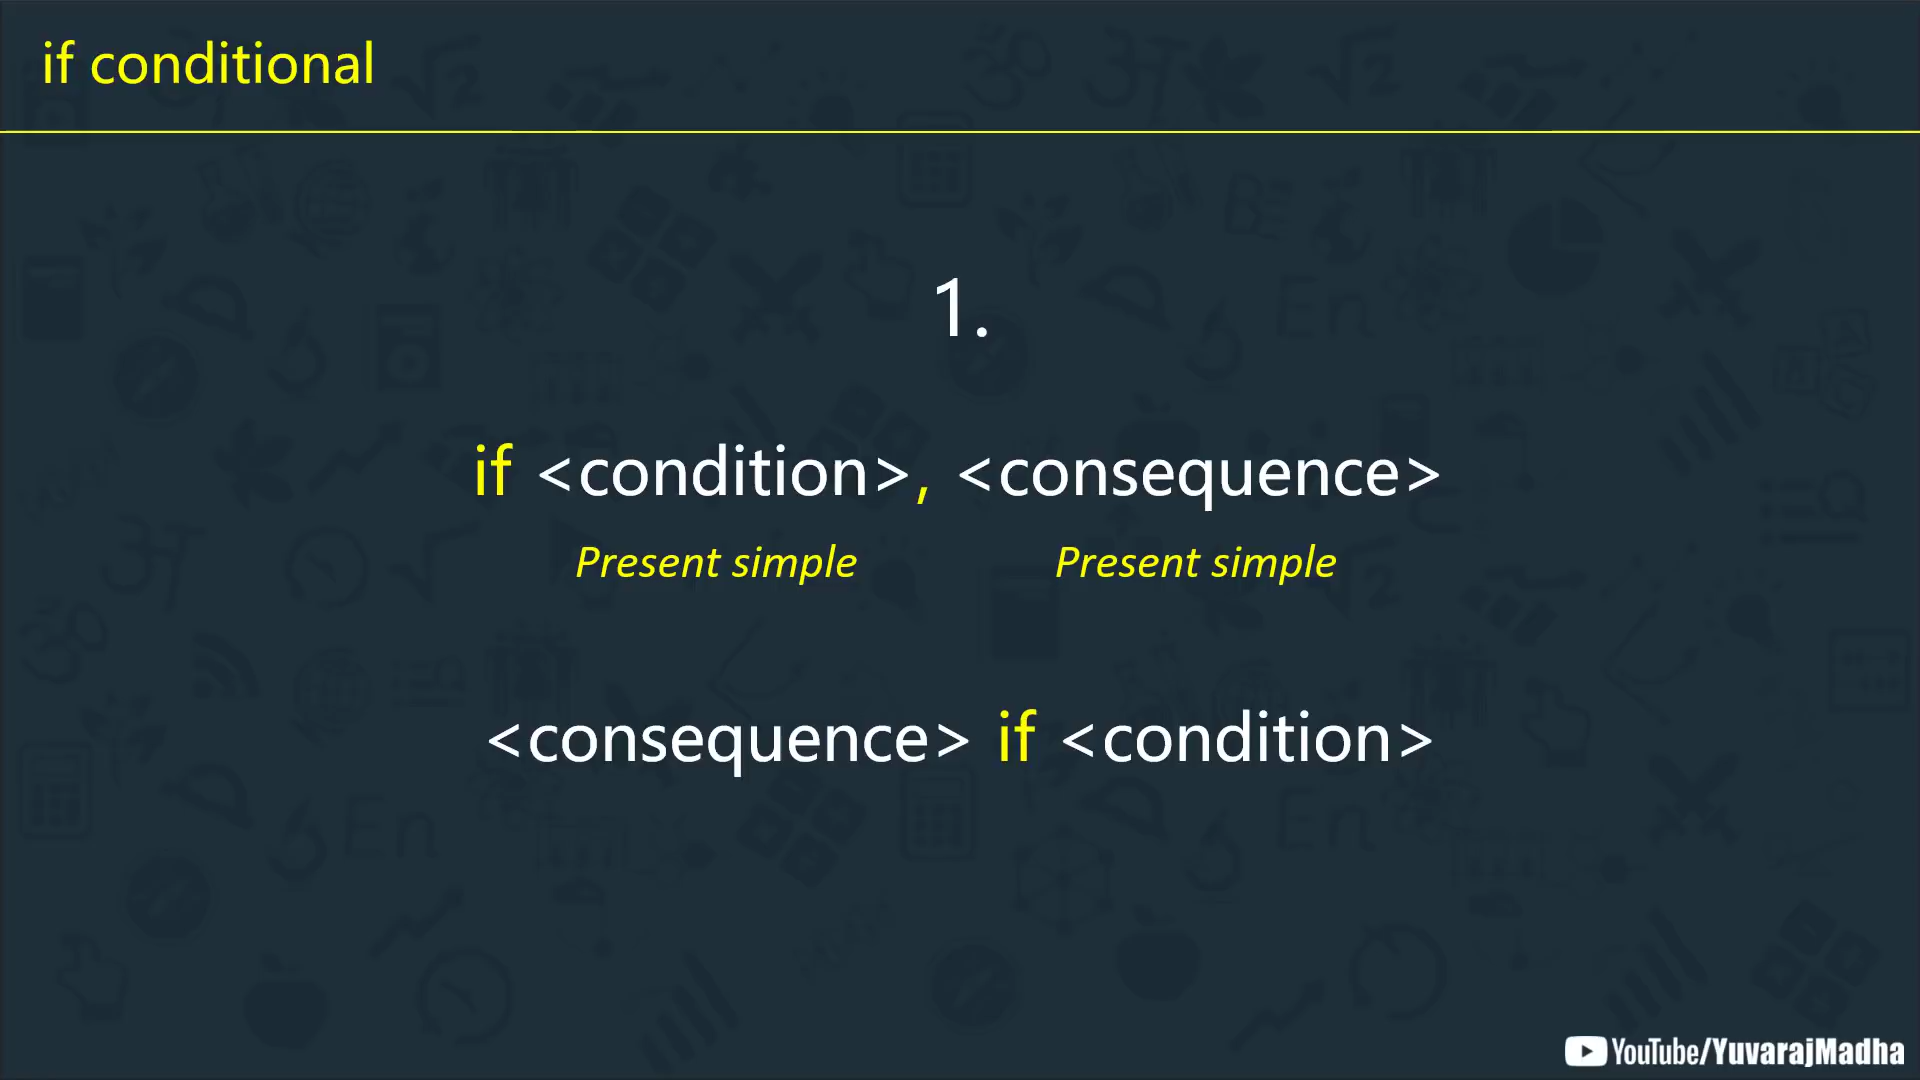 if conditional
1.
if <condition>, <consequence>
Present simple Present simple
<consequence> if <condition>
YouTube/YuvarajMadha